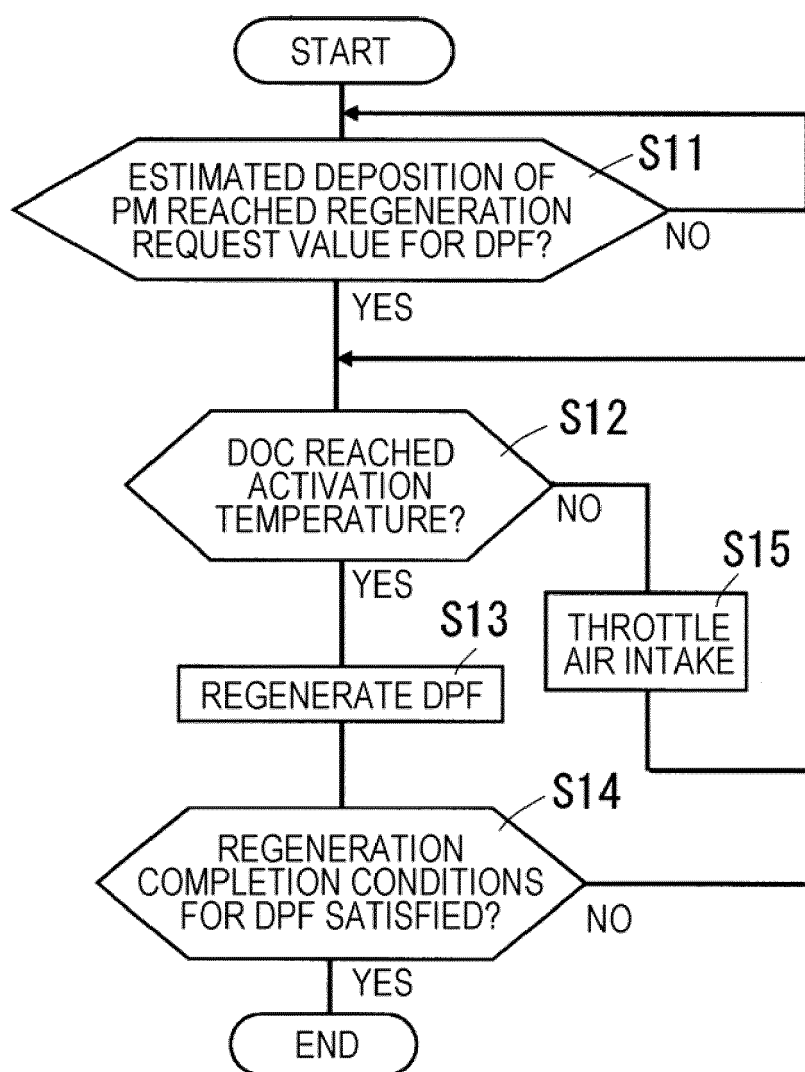 START
S11
ESTIMATED DEPOSITION OF
PM REACHED REGENERATION
REQUEST VALUE FOR DPF?
NO
YES
S12
DOC REACHED
ACTIVATION
TEMPERATURE?
NO
YES
S15
THROTTLE
AIR INTAKE
S13
REGENERATE DPF
S14
REGENERATION
COMPLETION CONDITIONS
FOR DPF SATISFIED?
NO
YES
END